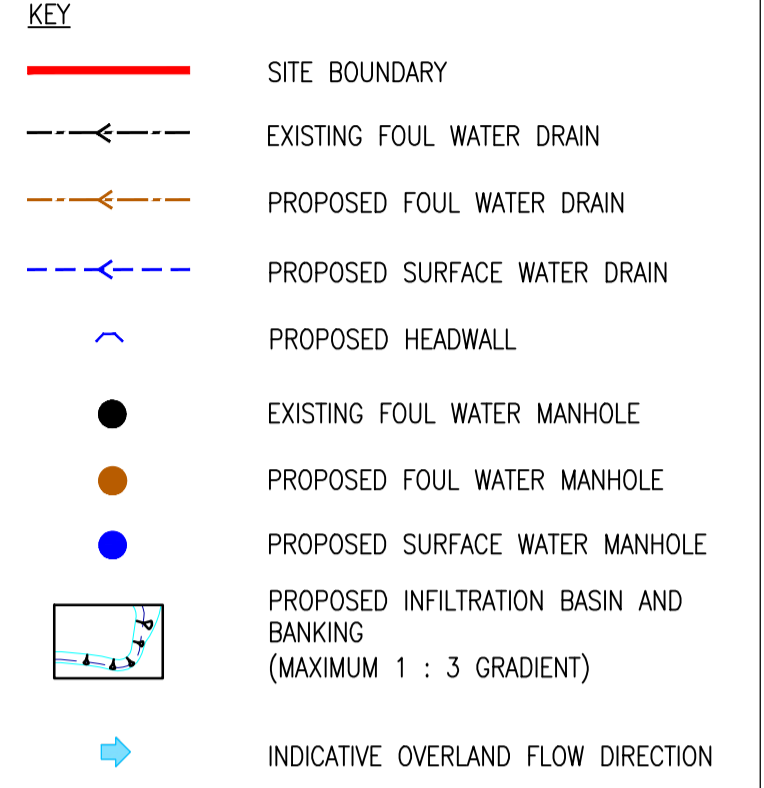 KEY
SITE BOUNDARY
EXISTING FOUL WATER DRAIN
PROPOSED FOUL WATER DRAIN
PROPOSED SURFACE WATER DRAIN
PROPOSED HEADWALL
EXISTING FOUL WATER MANHOLE
PROPOSED FOUL WATER MANHOLE
PROPOSED SURFACE WATER MANHOLE
PROPOSED INFILTRATION BASIN AND
BANKING
(MAXIMUM 1 : 3 GRADIENT)
INDICATIVE OVERLAND FLOW DIRECTION